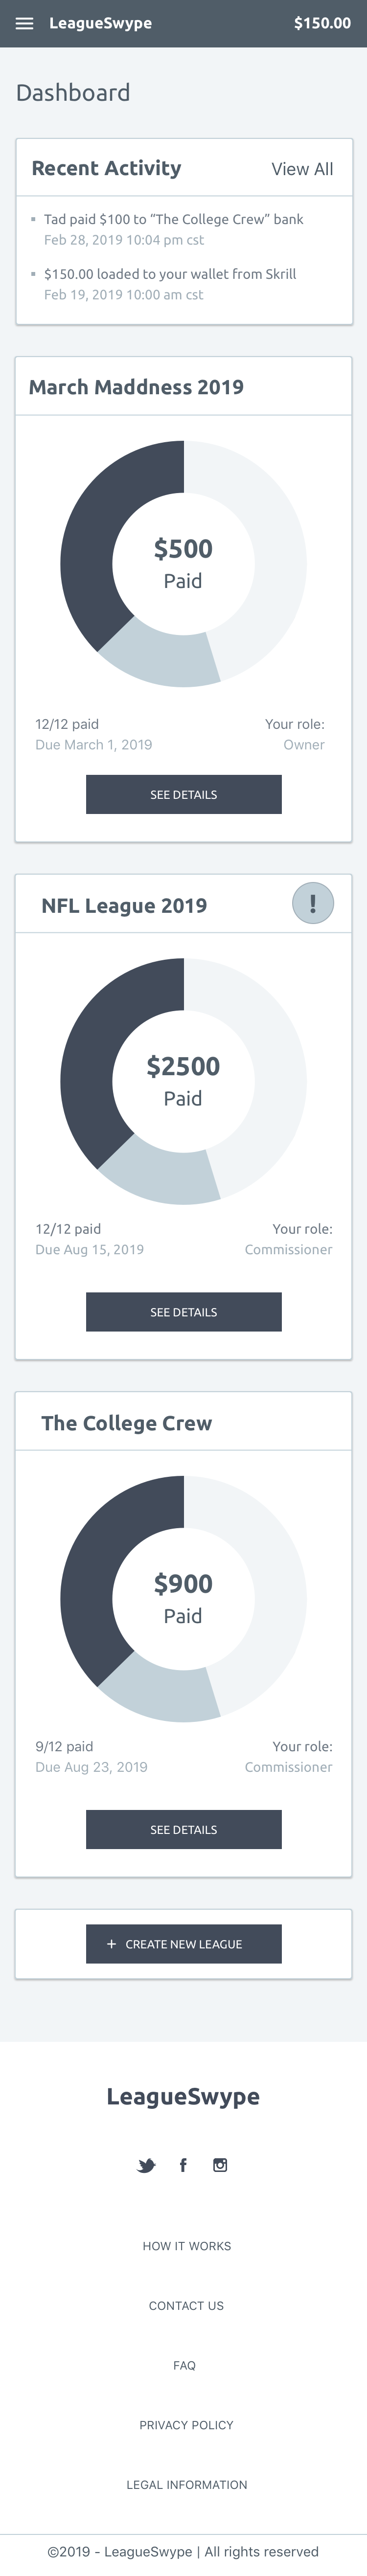 LeagueSwype $150.00
Dashboard
Recent Activity View All
Tad paid $100 to “The College Crew” bank
Feb 28, 2019 10:04 pm cst
$150.00 loaded to your wallet from Skrill
Feb 19, 2019 10:00 am cst
March Maddness 2019
$500
Paid
12/12 paid Your role:
Due March 1, 2019 Owner
SEE DETAILS
NFL League 2019 !
$2500
Paid
12/12 paid Your role:
Due Aug 15, 2019 Commissioner
SEE DETAILS
The College Crew
$900
Paid
9/12 paid Your role:
Due Aug 23, 2019 Commissioner
SEE DETAILS
+ CREATE NEW LEAGUE
LeagueSwype
HOW IT WORKS
CONTACT US
FAQ
PRIVACY POLICY
LEGAL INFORMATION
©2019 - LeagueSwype | All rights reserved